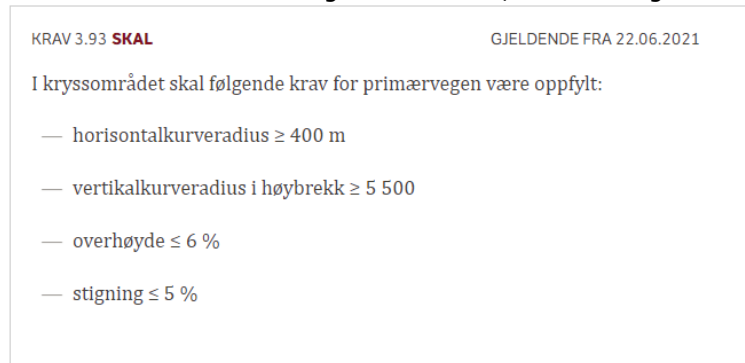 KRAV 3.93 SKAL GJELDENDE FRA 22.06.2021
I kryssområdet skal følgende krav for primærvegen være oppfylt:
— horisontalkurveradius ≥ 400 m
— vertikalkurveradius i høybrekk ≥ 5 500
— overhøyde ≤ 6 %
— stigning ≤ 5 %